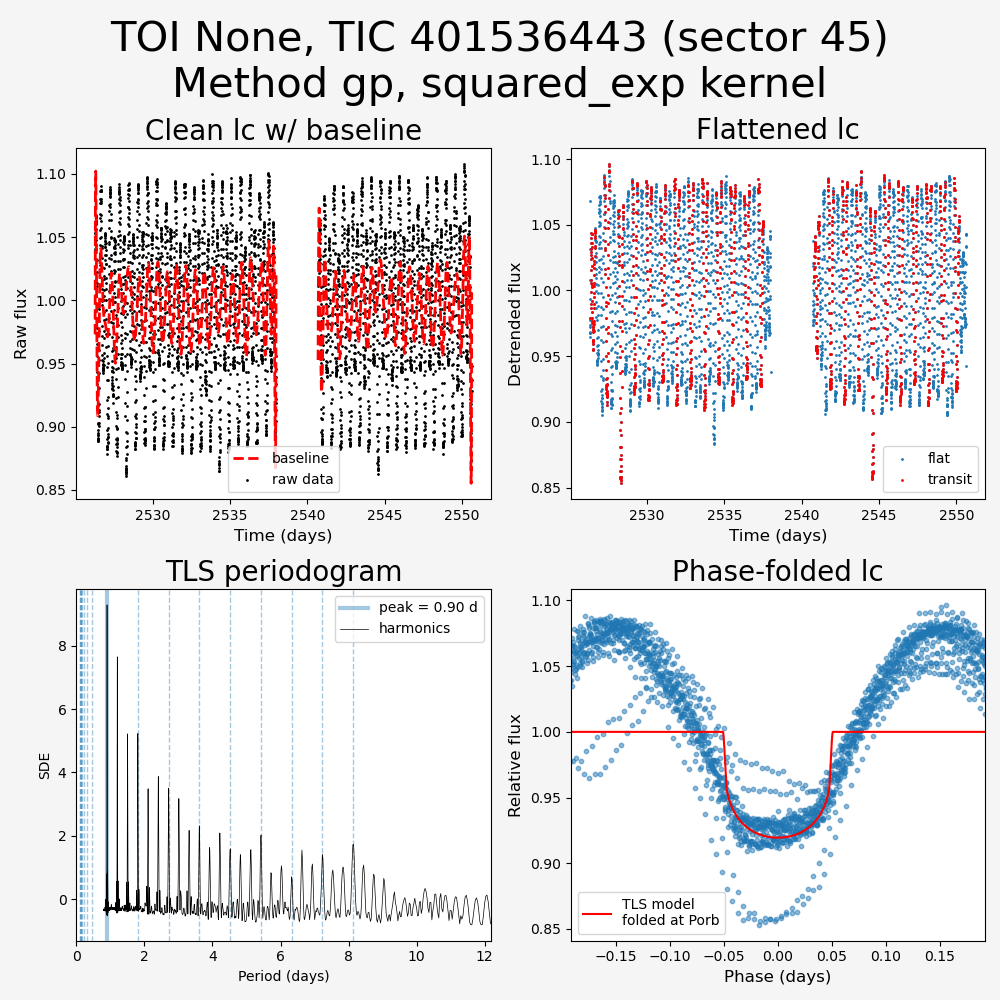 TOI None, TIC 401536443 (sector 45)
Method gp, squared_exp kernel
Clean lc w/ baseline
Raw flux
1.10
1.05
1.00
0.95
0.90
0.85
baseline
raw data
2530
2535
2540
2545
2550
Time (days)
Flattened lc
Detrended flux
1.10
1.05
1.00
0.95
0.90
0.85
flat
transit
2530
2535
2540
2545
2550
Time (days)
TLS periodogram
SDE
8
6
4
2
0
peak = 0.90 d
harmonics
0
2
4
6
8
10
12
Period (days)
Phase-folded lc
Relative flux
1.10
1.05
1.00
0.95
0.90
0.85
TLS model
folded at Porb
−0.15
−0.10
−0.05
0.00
0.05
0.10
0.15
Phase (days)